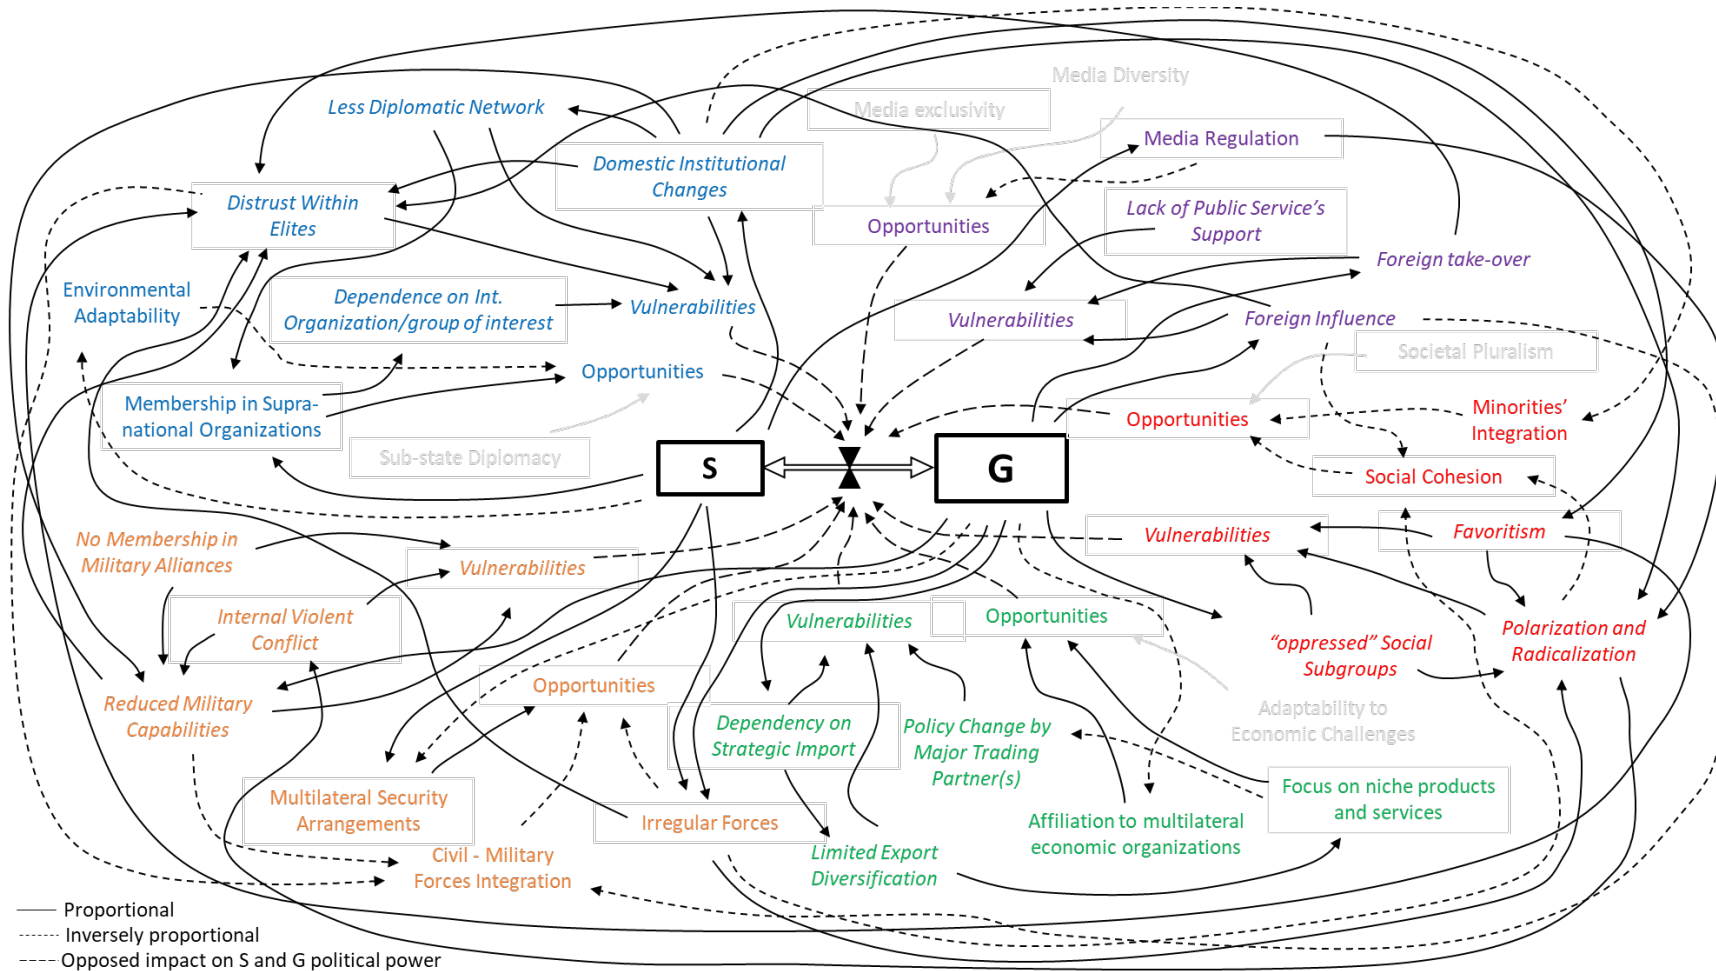 Media Diversity
Less Diplomatic Network
Media exclusivity
Media Regulation
Domestic Institutional
Changes
Distrust Within
Elites
Opportunities
Lack of Public Service's
Support
Foreign take-over
Environmental
Adaptability
Dependence on Int.
Organization/group of interest
Vulnerabilities
Vulnerabilities
Foreign Influence
Societal Pluralism
Opportunities
Membership in Supra-
national Organizations
Opportunities
Minorities'
Integration
Sub-state Diplomacy
S
G
Social Cohesion
No Membership in
Military Alliances
Vulnerabilities
Vulnerabilities
Favoritism
Internal Violent
Conflict
Vulnerabilities
Opportunities
"oppressed" Social
Subgroups
Polarization and
Radicalization
Reduced Military
Capabilities
Opportunities
Dependency on
Strategic Import
Policy Change by
Major Trading
Partner(s)
Adaptability to
Economic Challenges
Multilateral Security
Arrangements
Irregular Forces
Affiliation to multilateral
economic organizations
Focus on niche products
and services
Civil - Military
Forces Integration
Limited Export
Diversification
Proportional
Inversely proportional
Opposed impact on S and G political power